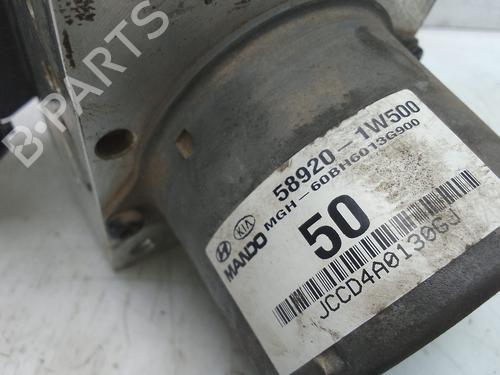 B-PARTS
58920-1W500
KIA
MGH-60BH6013G900
MANDO
50
JCCD4A0130GJ